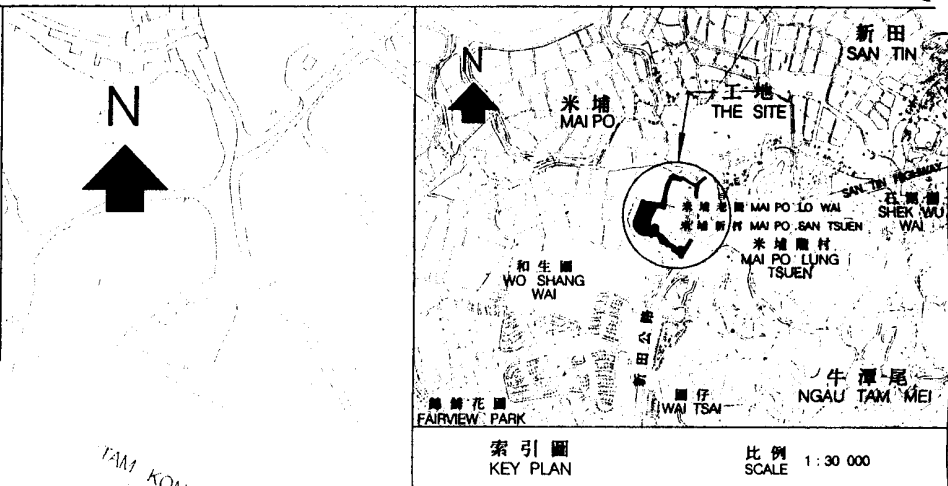 N
N
新田
SAN TIN
米埔
MAI PO
工地
THE SITE
SAN TIN HIGHWAY
石湖圍
SHEK WU
WAI
米埔老圍 MAI PO LO WAI
米埔新村 MAI PO SAN TSUEN
米埔隴村
MAI PO LUNG
TSUEN
和生圍
WO SHANG
WAI
新田公路
牛潭尾
NGAU TAM MEI
圍仔
WAI TSAI
錦綉花園
FAIRVIEW PARK
TAM
索引圖
KEY PLAN
比例
SCALE 1 : 30 000